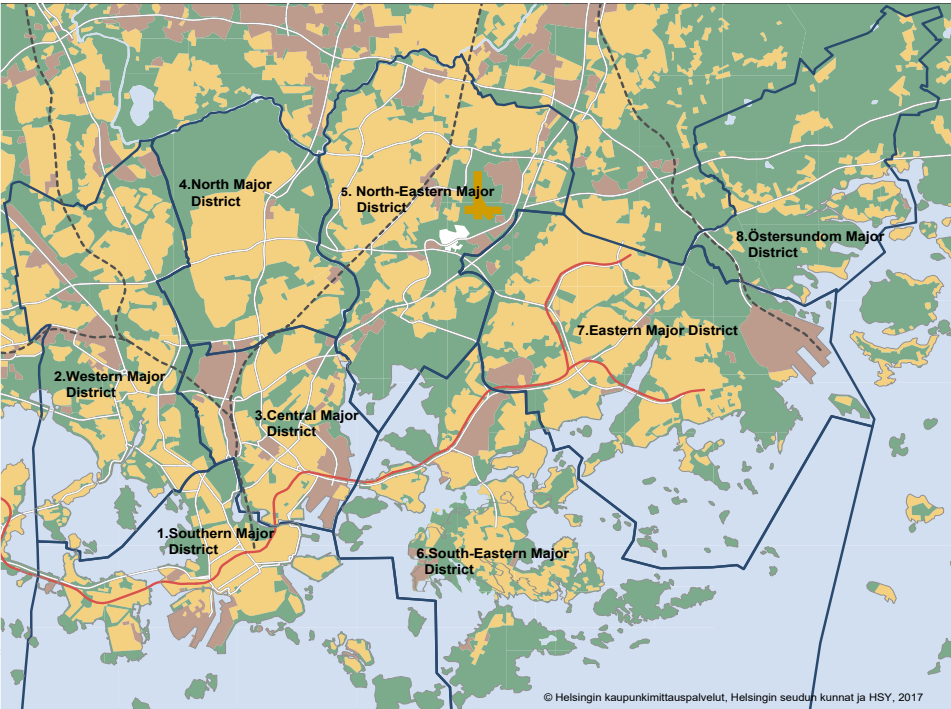 4.North Major
District
5. North-Eastern Major
District
8.Östersundom Major
District
7.Eastern Major District
2.Western Major
District
3.Central Major
District
1.Southern Major
District
6.South-Eastern Major
District
© Helsingin kaupunkimittauspalvelut, Helsingin seudun kunnat ja HSY, 2017